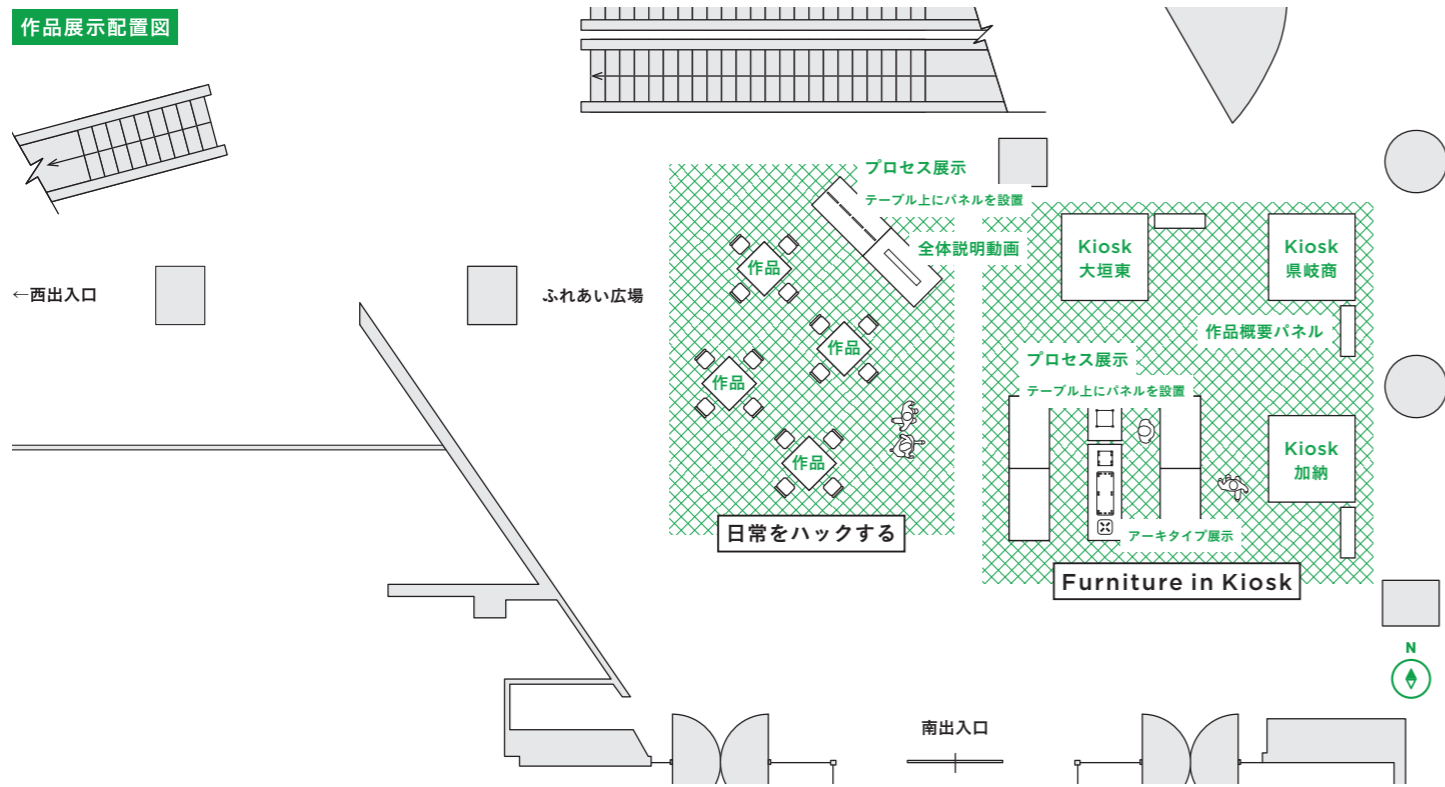 作品展示配置図
プロセス展示
テーブル上にパネルを設置
全体説明動画
作品
作品
作品
作品
日常をハックする
←西出入口
ふれあい広場
Kiosk
大垣東
Kiosk
県岐商
作品概要パネル
プロセス展示
テーブル上にパネルを設置
Kiosk
加納
アーキタイプ展示
Furniture in Kiosk
N
南出入口